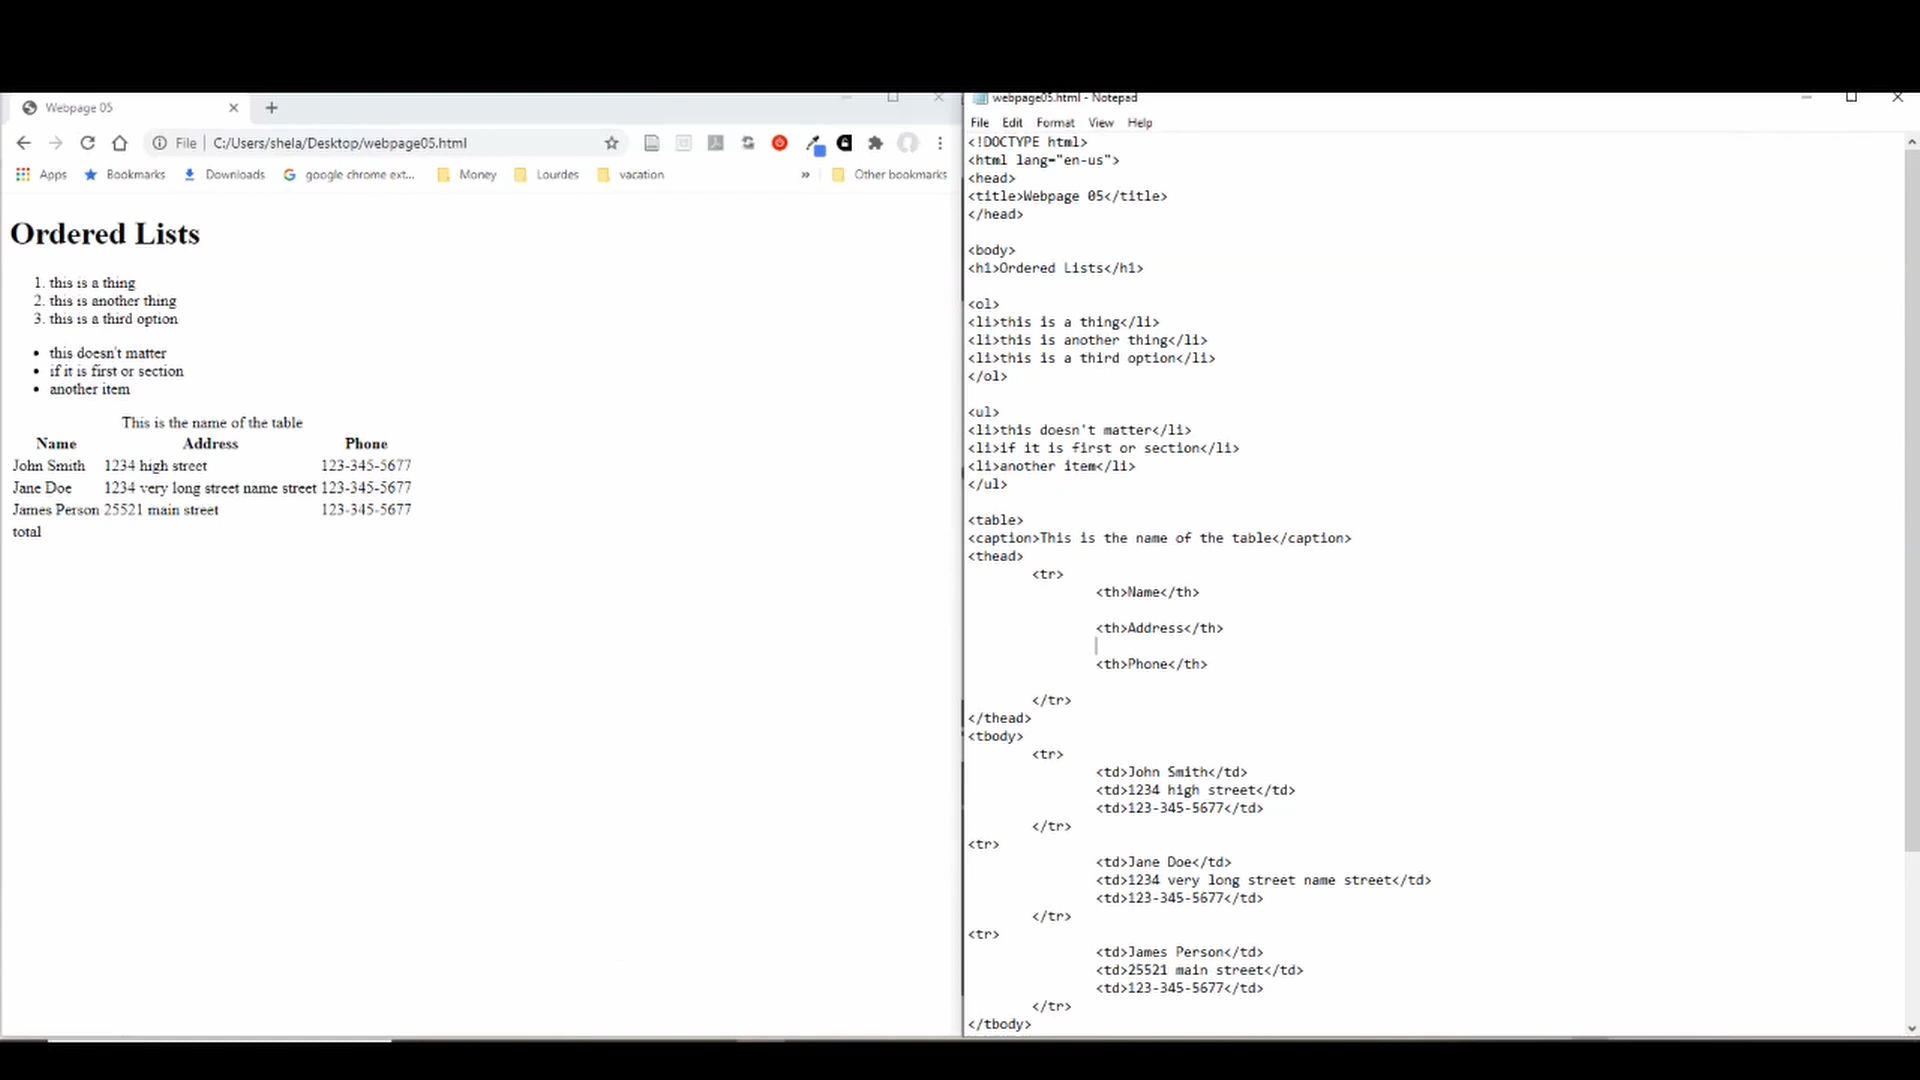 Webpage 05
File C:/Users/shela/Desktop/webpage05.html
Apps Bookmarks Downloads google chrome ext... Money Lourdes vacation » Other bookmarks
Ordered Lists
1. this is a thing
2. this is another thing
3. this is a third option
• this doesn't matter
• if it is first or section
• another item
This is the name of the table
Name Address Phone
John Smith 1234 high street 123-345-5677
Jane Doe 1234 very long street name street 123-345-5677
James Person 25521 main street 123-345-5677
total
webpage05.html - Notepad
File Edit Format View Help
<!DOCTYPE html>
<html lang="en-us">
<head>
<title>Webpage 05</title>
</head>
<body>
<h1>Ordered Lists</h1>
<ol>
<li>this is a thing</li>
<li>this is another thing</li>
<li>this is a third option</li>
</ol>
<ul>
<li>this doesn't matter</li>
<li>if it is first or section</li>
<li>another item</li>
</ul>
<table>
<caption>This is the name of the table</caption>
<thead>
<tr>
<th>Name</th>
<th>Address</th>
<th>Phone</th>
</tr>
</thead>
<tbody>
<tr>
<td>John Smith</td>
<td>1234 high street</td>
<td>123-345-5677</td>
</tr>
<tr>
<td>Jane Doe</td>
<td>1234 very long street name street</td>
<td>123-345-5677</td>
</tr>
<tr>
<td>James Person</td>
<td>25521 main street</td>
<td>123-345-5677</td>
</tr>
</tbody>